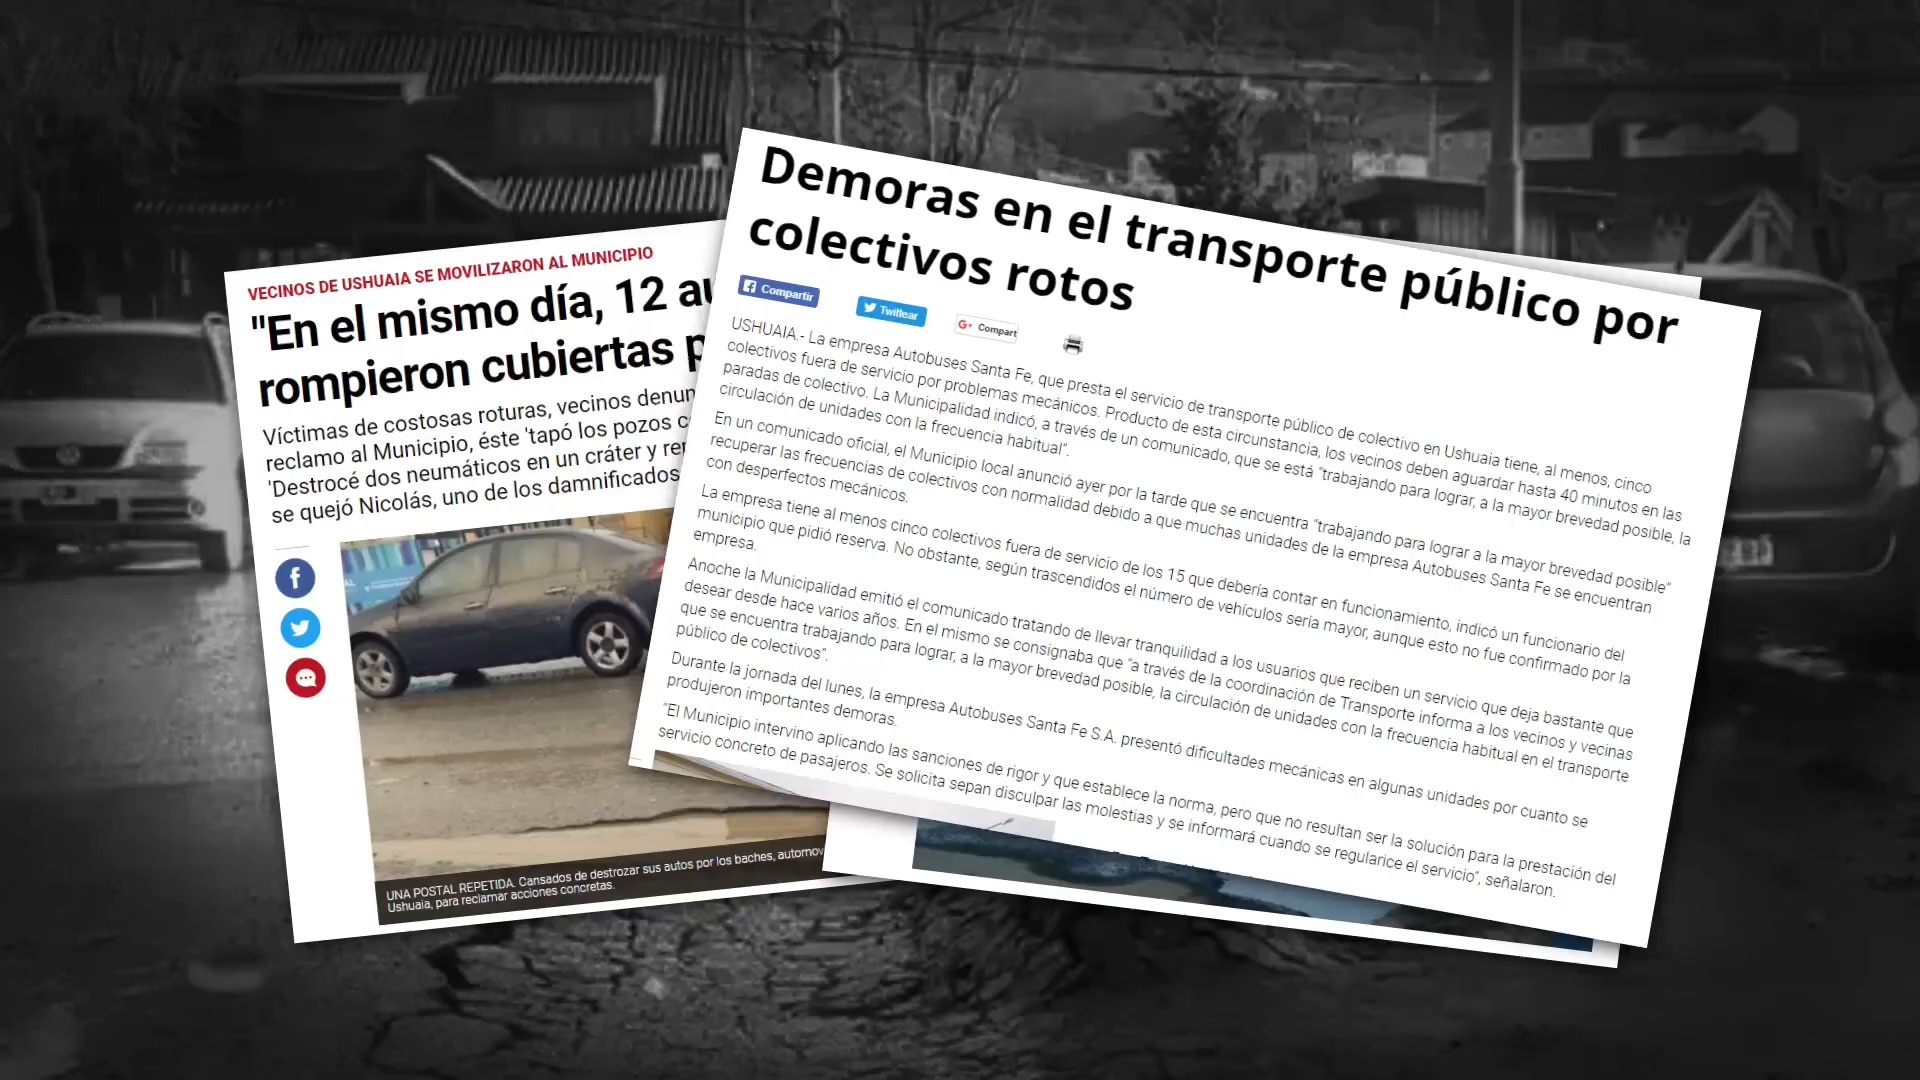 VECINOS DE USHUAIA SE MOVILIZARON AL MUNICIPIO
"En el mismo día, 12
rompieron cubiertas
Víctimas de costosas roturas, vecinos
reclamo al Municipio, éste 'tapó los pozos
'Destrocé dos neumáticos en un cráter y
se quejó Nicolás, uno de los damnificados
UNA POSTAL REPETIDA. Cansados de destrozar sus autos por los baches,
Ushuaia, para reclamar acciones concretas.
Demoras en el transporte público por
colectivos rotos
Compartir
Twittear
G+ Compart
USHUAIA.- La empresa Autobuses Santa Fe, que presta el servicio de transporte público de colectivo en Ushuaia tiene, al menos, cinco
colectivos fuera de servicio por problemas mecánicos. Producto de esta circunstancia, los vecinos deben aguardar hasta 40 minutos en las
paradas de colectivo. La Municipalidad indicó, a través de un comunicado, que se está "trabajando para lograr, a la mayor brevedad posible, la
circulación de unidades con la frecuencia habitual".
En un comunicado oficial, el Municipio local anunció ayer por la tarde que se encuentra "trabajando para lograr a la mayor brevedad posible"
recuperar las frecuencias de colectivos con normalidad debido a que muchas unidades de la empresa Autobuses Santa Fe se encuentran
con desperfectos mecánicos.
La empresa tiene al menos cinco colectivos fuera de servicio de los 15 que debería contar en funcionamiento, indicó un funcionario del
municipio que pidió reserva. No obstante, según trascendidos el número de vehículos sería mayor, aunque esto no fue confirmado por la
empresa.
Anoche la Municipalidad emitió el comunicado tratando de llevar tranquilidad a los usuarios que reciben un servicio que deja bastante que
desear desde hace varios años. En el mismo se consignaba que "a través de la coordinación de Transporte informa a los vecinos y vecinas
que se encuentra trabajando para lograr, a la mayor brevedad posible, la circulación de unidades con la frecuencia habitual en el transporte
público de colectivos".
Durante la jornada del lunes, la empresa Autobuses Santa Fe S.A. presentó dificultades mecánicas en algunas unidades por cuanto se
produjeron importantes demoras.
"El Municipio intervino aplicando las sanciones de rigor y que establece la norma, pero que no resultan ser la solución para la prestación del
servicio concreto de pasajeros. Se solicita sepan disculpar las molestias y se informará cuando se regularice el servicio", señalaron.